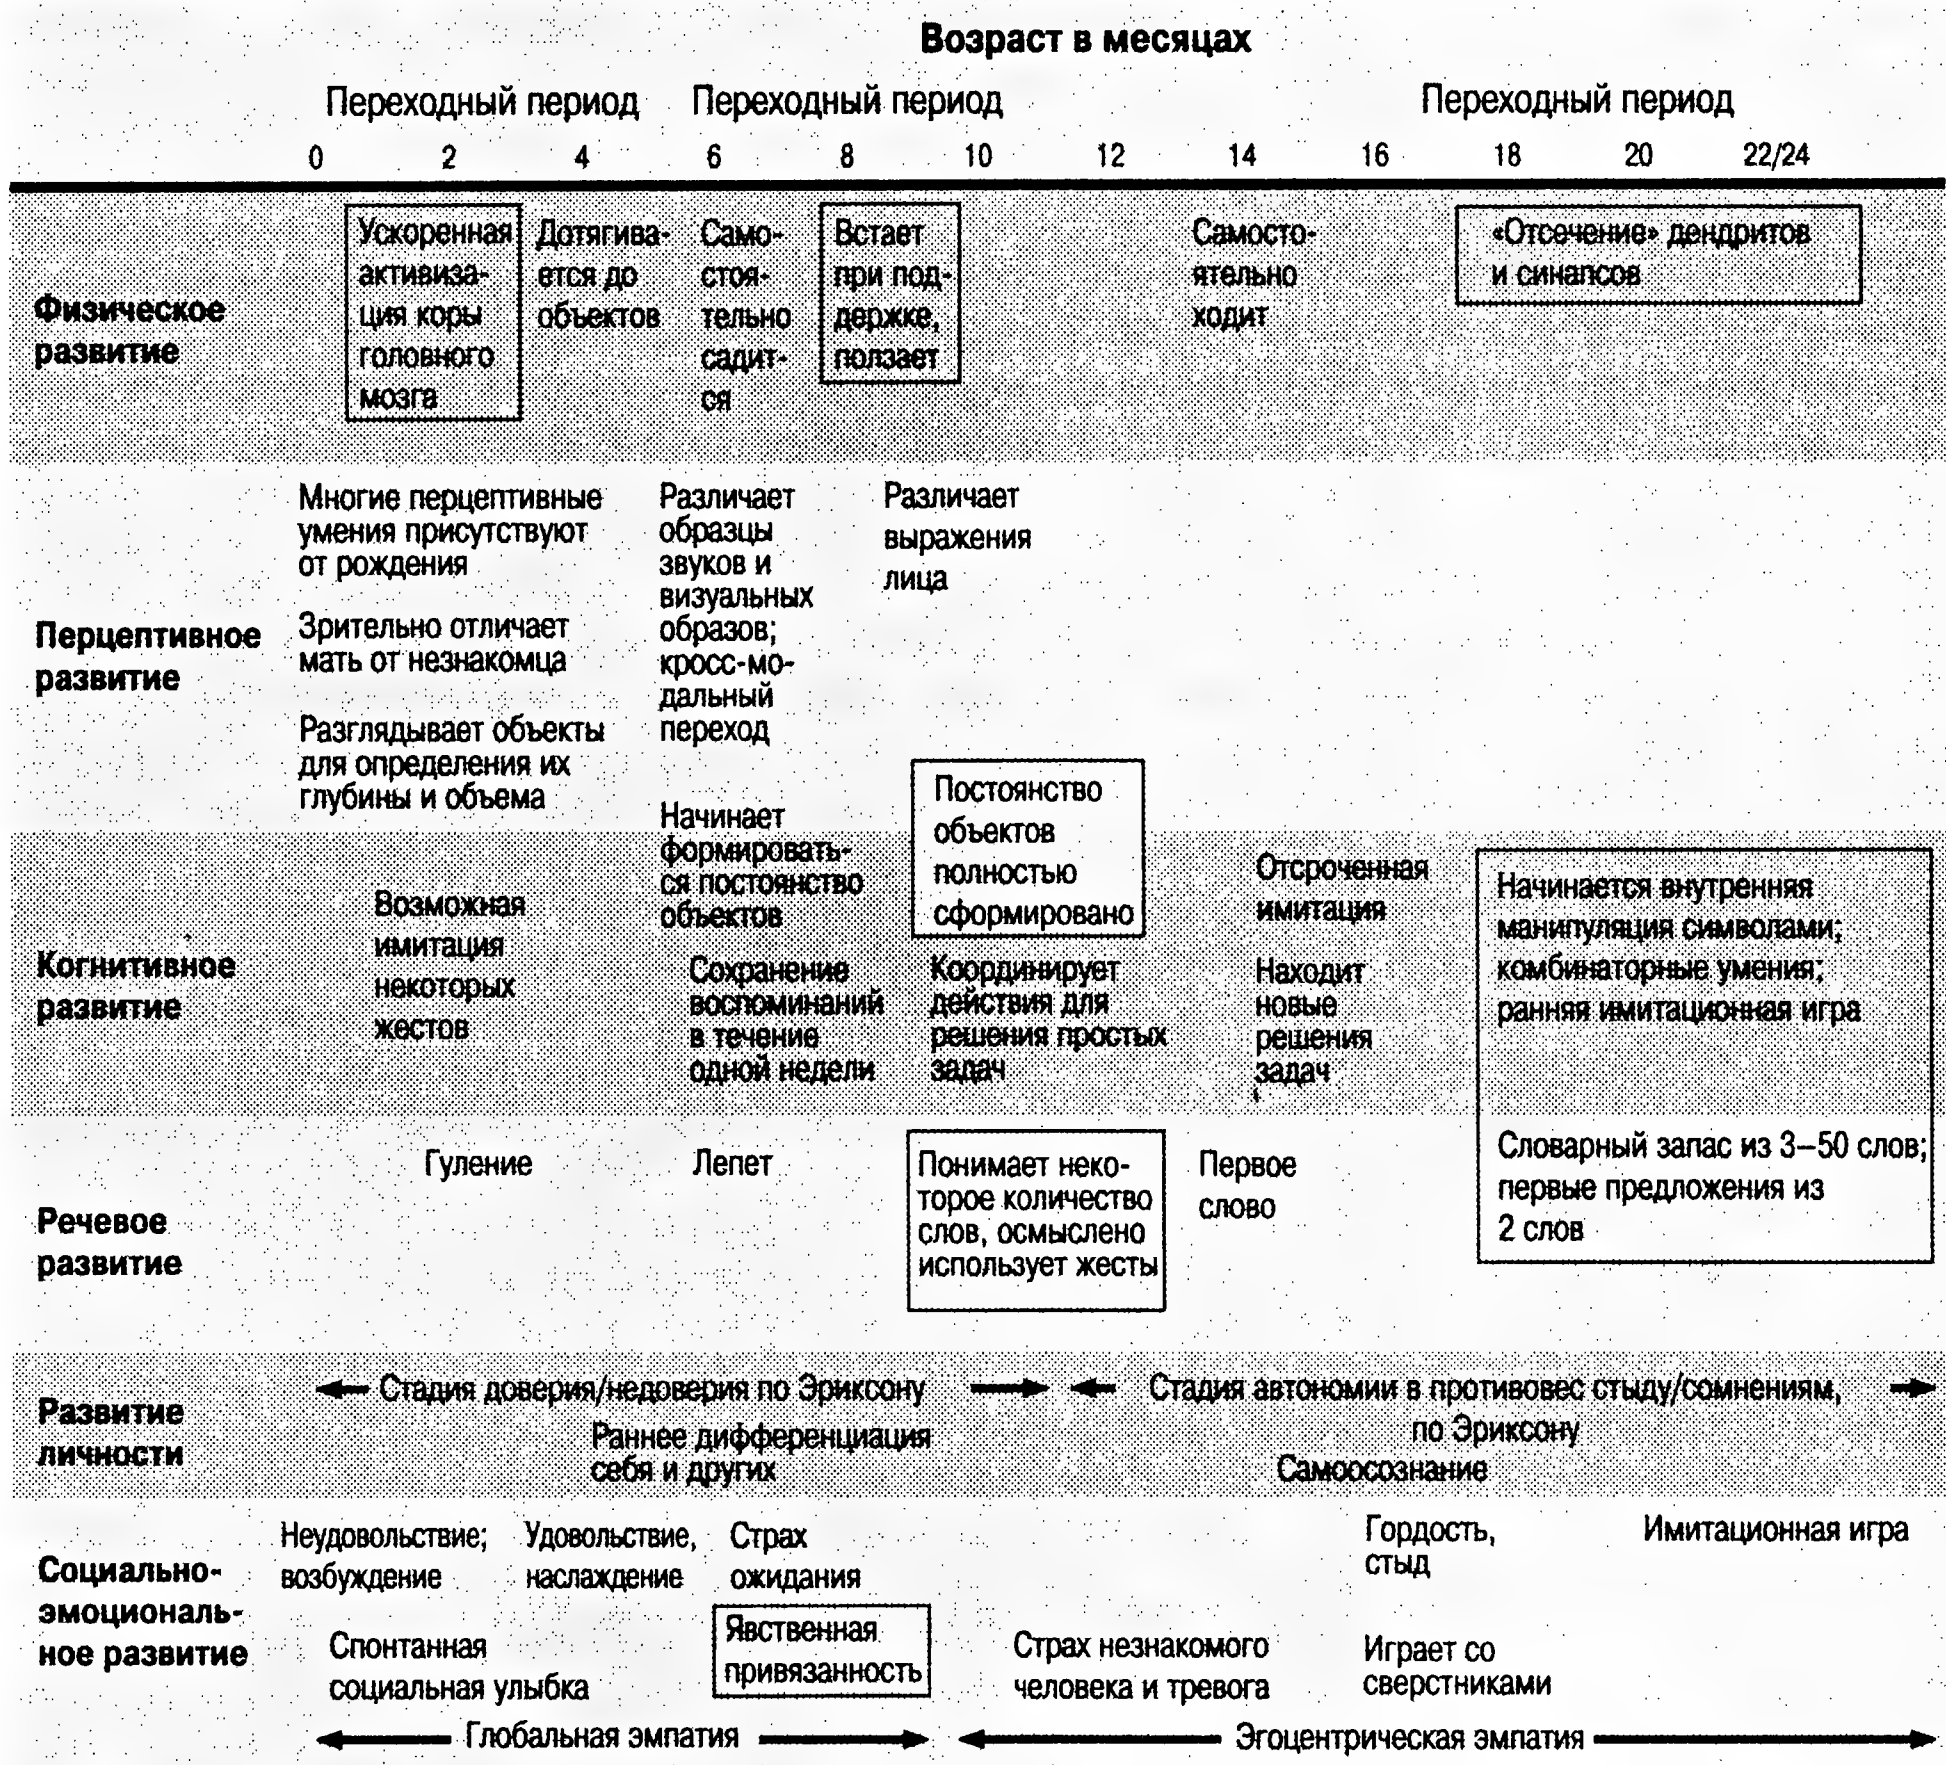 Возраст в месяцах
Переходный период
Переходный период
Переходный период
0 2 4 6 8 10 12 14 16 18 20 22/24
Физическое
развитие
Ускоренная
активиза-
ция коры
головного
мозга
Дотягива-
ется до
объектов
Само-
стоя-
тельно
садит-
ся
Встает
при под-
держке,
ползает
Самосто-
ятельно
ходит
«Отсечение» дендритов
и синапсов
Перцептивное
развитие
Многие перцептивные
умения присутствуют
от рождения
Зрительно отличает
мать от незнакомца
Разглядывает объекты
для определения их
глубины и объема
Различает
образцы
звуков и
визуальных
образов;
кросс-мо-
дальный
переход
Различает
выражения
лица
Когнитивное
развитие
Возможная
имитация
некоторых
жестов
Начинает
формировать-
ся постоянство
объектов
Сохранение
воспоминаний
в течение
одной недели
Постоянство
объектов
полностью
сформировано
Координирует
действия для
решения простых
задач
Отсроченная
имитация
Находит
новые
решения
задач
Начинается внутренняя
манипуляция символами;
комбинаторные умения;
ранняя имитационная игра
Речевое
развитие
Гуление
Лепет
Понимает неко-
торое количество
слов, осмыслено
использует жесты
Первое
слово
Словарный запас из 3–50 слов;
первые предложения из
2 слов
Развитие
личности
Стадия доверия/недоверия по Эриксону
Раннее дифференциация
себя и других
Стадия автономии в противовес стыду/сомнениям,
по Эриксону
Самоосознание
Социально-
эмоциональ-
ное развитие
Неудовольствие;
возбуждение
Удовольствие,
наслаждение
Страх
ожидания
Гордость,
стыд
Имитационная игра
Спонтанная
социальная улыбка
Явственная
привязанность
Страх незнакомого
человека и тревога
Играет со
сверстниками
Глобальная эмпатия
Эгоцентрическая эмпатия